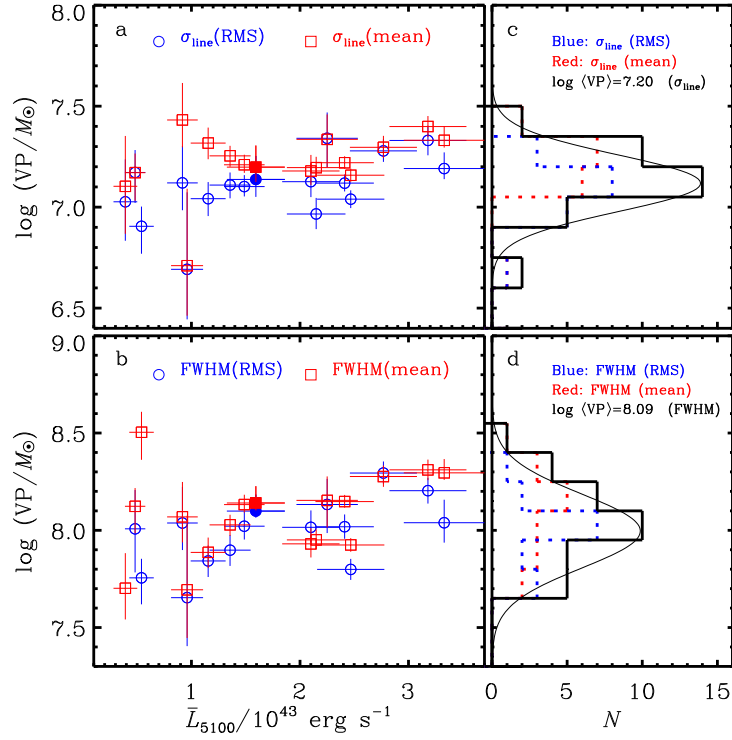 8.0
a
σline(RMS)
σline(mean)
c
Blue: σline (RMS)
Red: σline (mean)
log ⟨VP⟩=7.20 (σline)
7.5
7.0
6.5
log (VP/M⊙)
9.0
b
FWHM(RMS)
FWHM(mean)
d
Blue: FWHM (RMS)
Red: FWHM (mean)
log ⟨VP⟩=8.09 (FWHM)
8.5
8.0
7.5
log (VP/M⊙)
1 2 3
0 5 10 15
L̄5100/10^43 erg s^−1
N